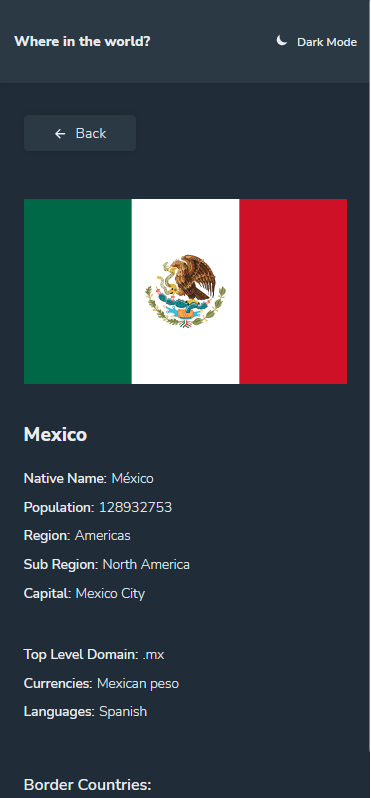 Where in the world?
Dark Mode
Back
Mexico
Native Name: México
Population: 128932753
Region: Americas
Sub Region: North America
Capital: Mexico City
Top Level Domain: .mx
Currencies: Mexican peso
Languages: Spanish
Border Countries: